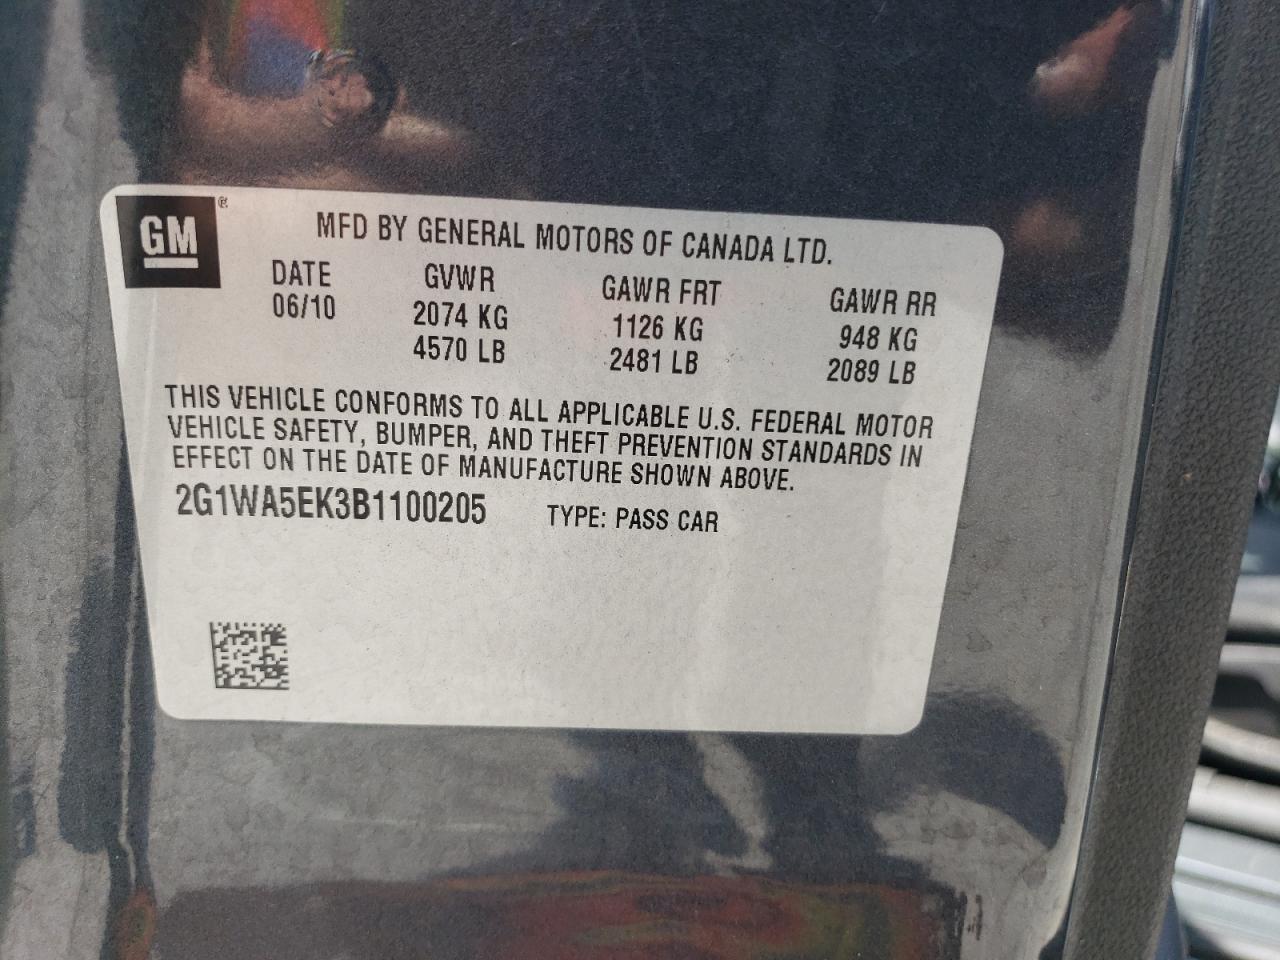 GM®
MFD BY GENERAL MOTORS OF CANADA LTD.
DATE GVWR GAWR FRT GAWR RR
06/10 2074 KG 1126 KG 948 KG
4570 LB 2481 LB 2089 LB
THIS VEHICLE CONFORMS TO ALL APPLICABLE U.S. FEDERAL MOTOR
VEHICLE SAFETY, BUMPER, AND THEFT PREVENTION STANDARDS IN
EFFECT ON THE DATE OF MANUFACTURE SHOWN ABOVE.
2G1WA5EK3B1100205 TYPE: PASS CAR